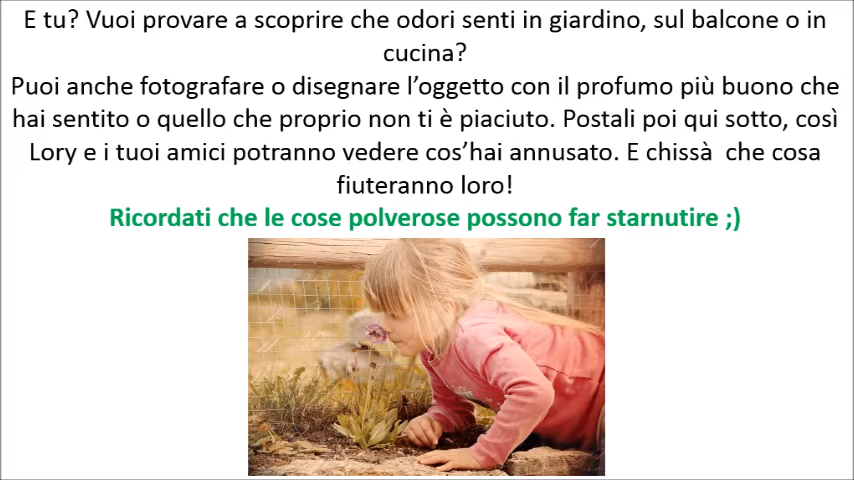 E tu? Vuoi provare a scoprire che odori senti in giardino, sul balcone o in
cucina?
Puoi anche fotografare o disegnare l’oggetto con il profumo più buono che
hai sentito o quello che proprio non ti è piaciuto. Postali poi qui sotto, così
Lory e i tuoi amici potranno vedere cos’hai annusato. E chissà  che cosa
fiuteranno loro!
Ricordati che le cose polverose possono far starnutire ;)